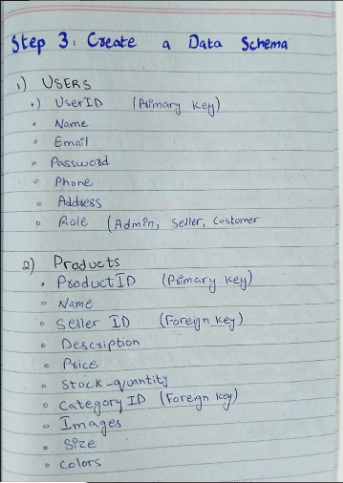 Step 3: Create a Data Schema
1) USERS
•) UserID (Primary key)
• Name
• Email
• Password
• Phone
• Address
• Role (Admin, Seller, Customer
2) Products
• ProductID (Primary key)
• Name
• Seller ID (Foreign key)
• Description
• Price
• Stock-quantity
• Category ID (Foreign key)
• Images
• Size
• Colors